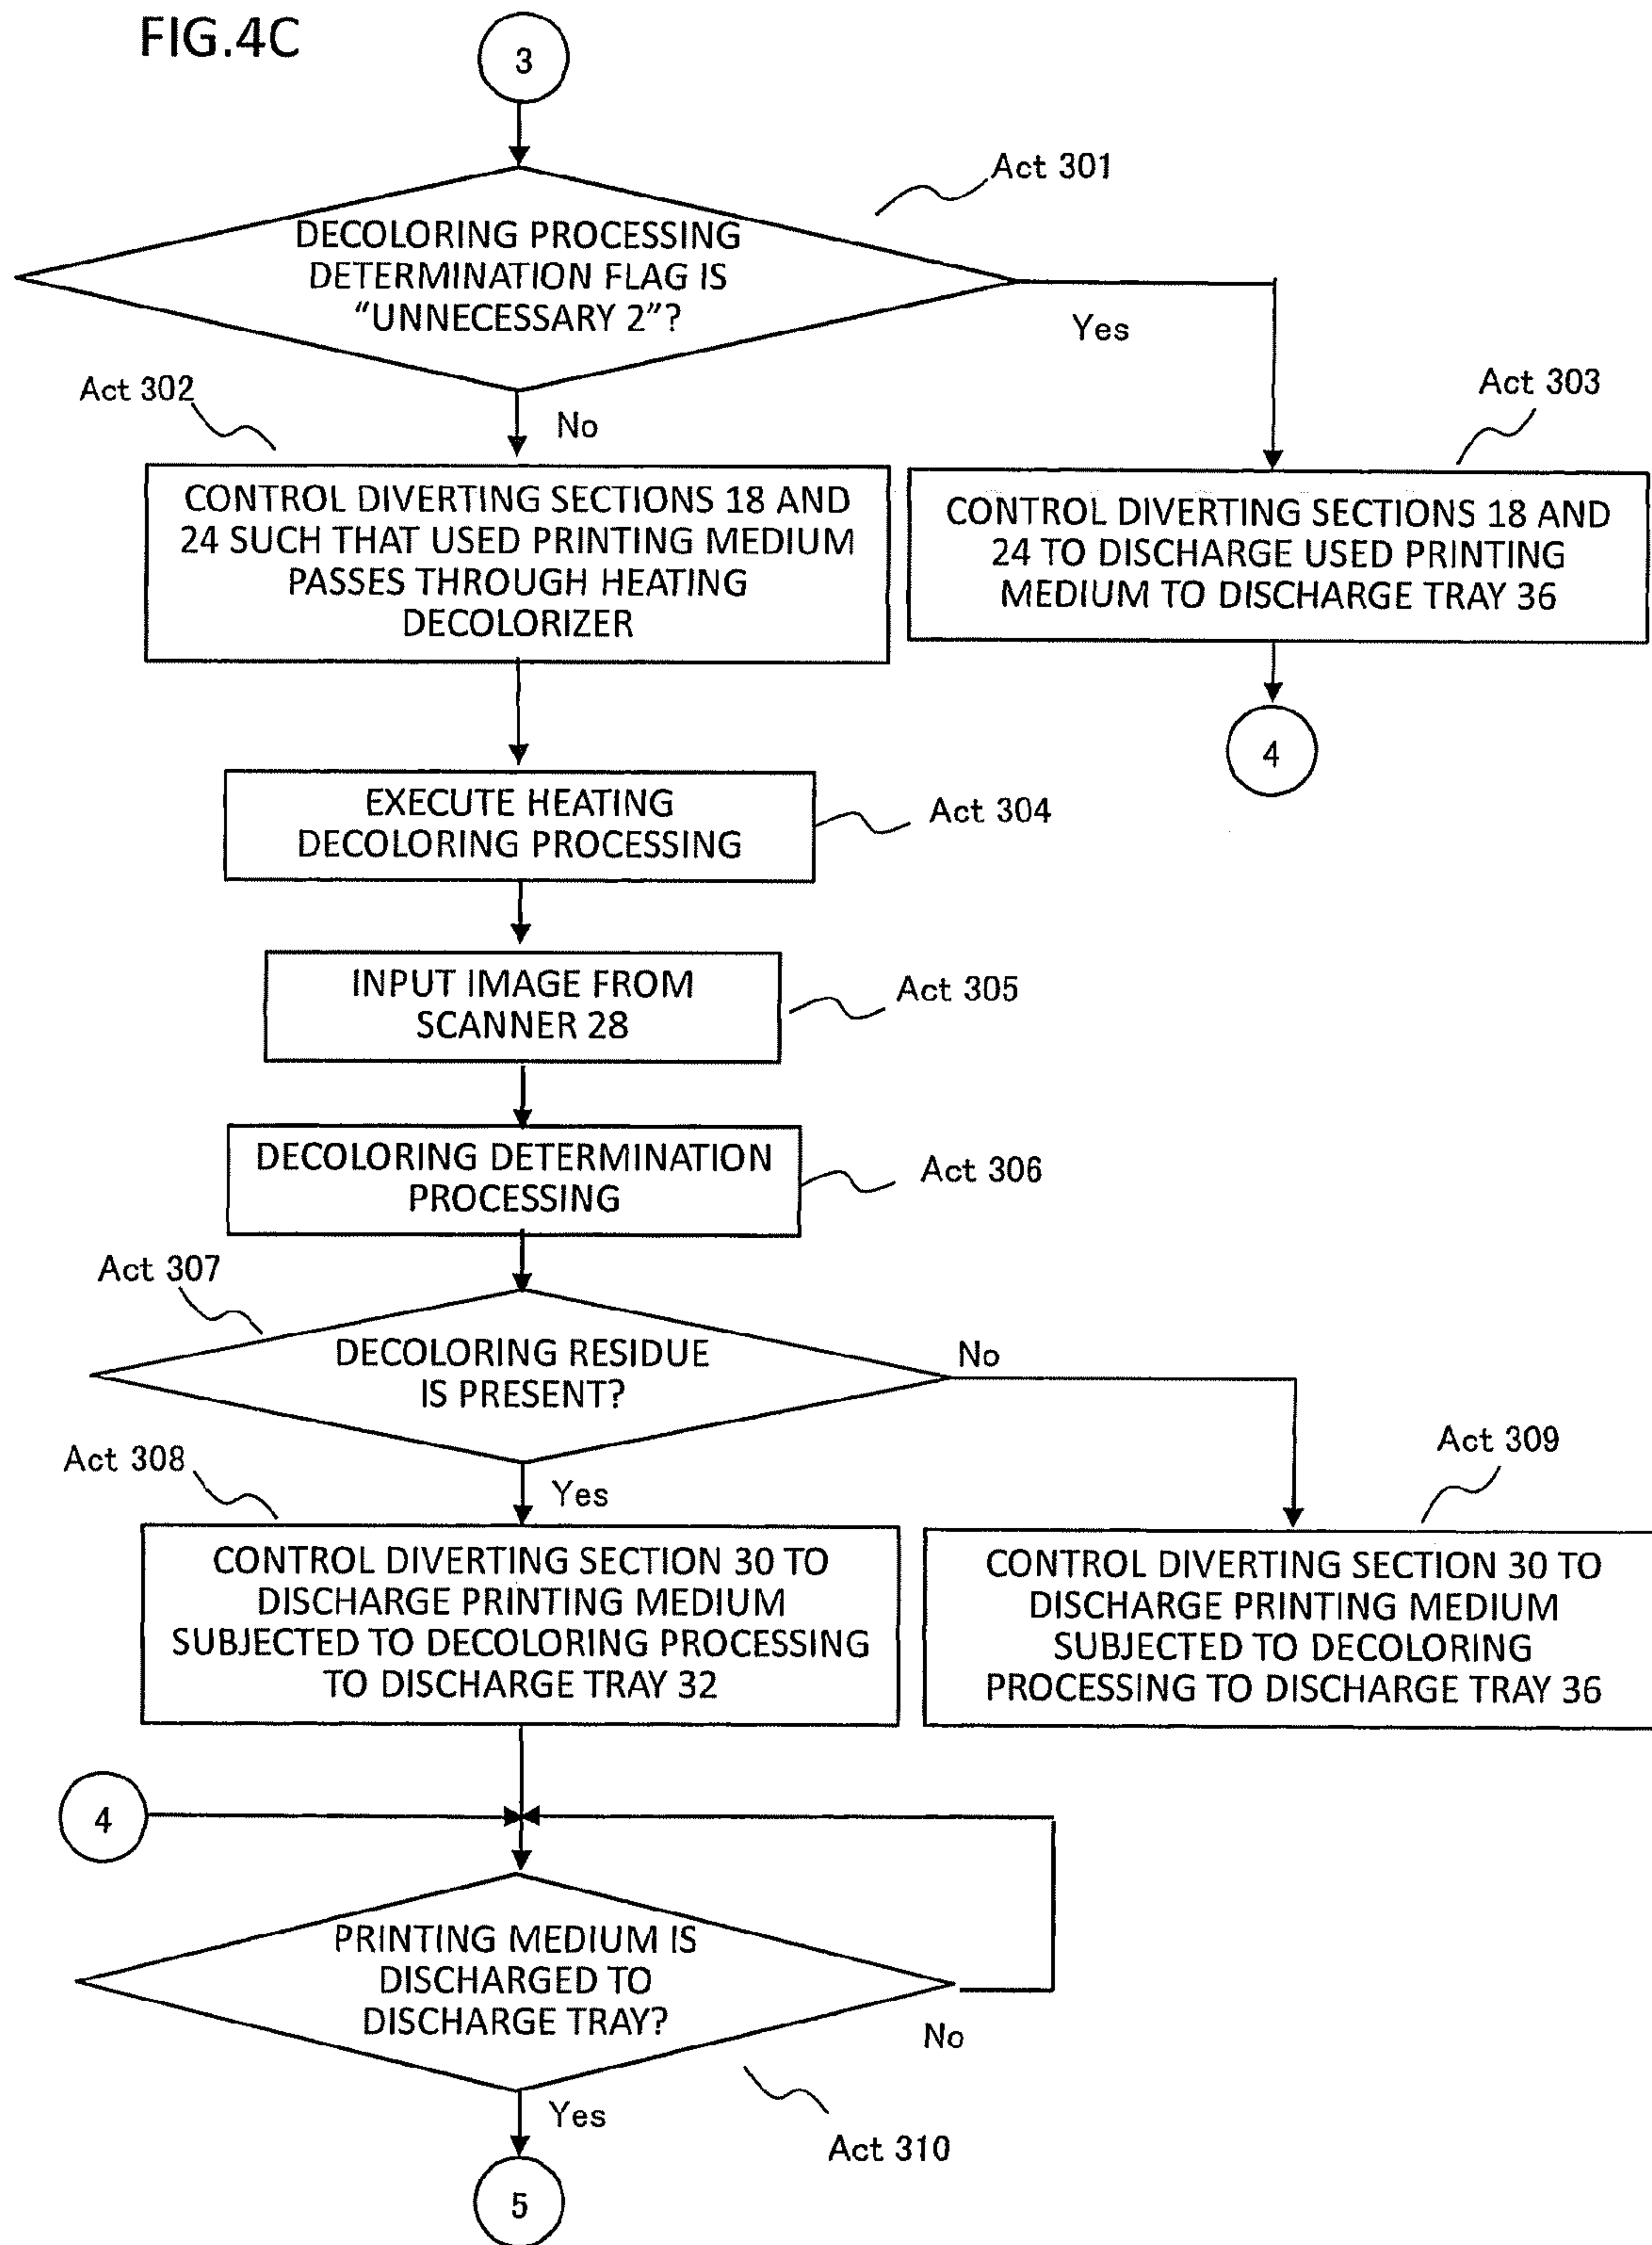 FIG.4C
3
Act 301
DECOLORING PROCESSING
DETERMINATION FLAG IS
“UNNECESSARY 2”?
Yes
Act 302
No
Act 303
CONTROL DIVERTING SECTIONS 18 AND
24 SUCH THAT USED PRINTING MEDIUM
PASSES THROUGH HEATING
DECOLORIZER
CONTROL DIVERTING SECTIONS 18 AND
24 TO DISCHARGE USED PRINTING
MEDIUM TO DISCHARGE TRAY 36
4
EXECUTE HEATING
DECOLORING PROCESSING
Act 304
INPUT IMAGE FROM
SCANNER 28
Act 305
DECOLORING DETERMINATION
PROCESSING
Act 306
Act 307
DECOLORING RESIDUE
IS PRESENT?
No
Act 308
Yes
Act 309
CONTROL DIVERTING SECTION 30 TO
DISCHARGE PRINTING MEDIUM
SUBJECTED TO DECOLORING PROCESSING
TO DISCHARGE TRAY 32
CONTROL DIVERTING SECTION 30 TO
DISCHARGE PRINTING MEDIUM
SUBJECTED TO DECOLORING
PROCESSING TO DISCHARGE TRAY 36
4
PRINTING MEDIUM IS
DISCHARGED TO
DISCHARGE TRAY?
No
Yes
Act 310
5